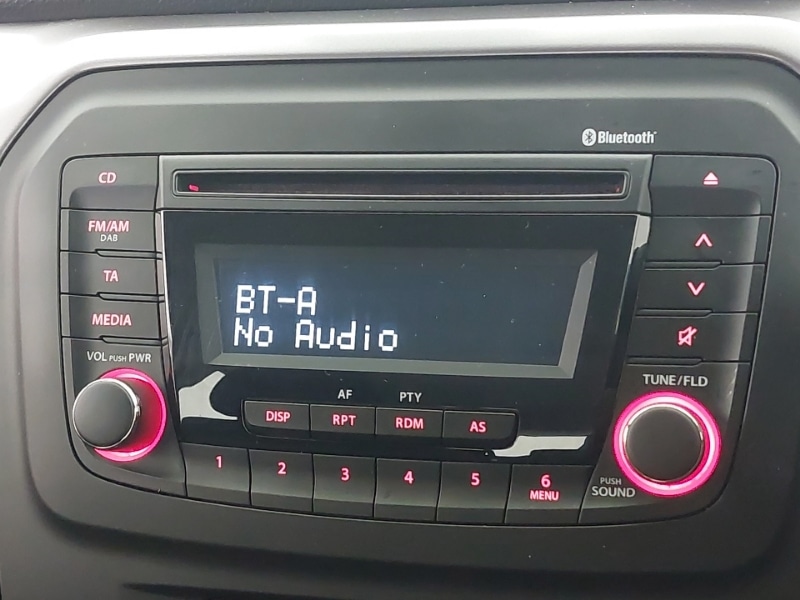 Bluetooth
CD
FM/AM
DAB
TA
MEDIA
VOL PUSH PWR
BT-A
No Audio
TUNE/FLD
AF PTY
DISP RPT RDM AS
1 2 3 4 5 6
MENU
PUSH
SOUND